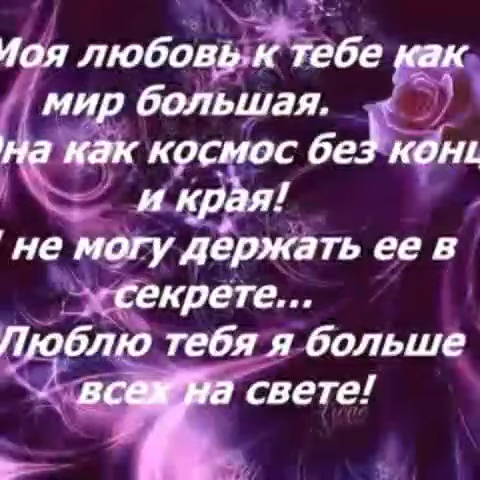 Моя любовь к тебе как
мир большая.
на как космос без конц
и края!
не могу держать ее в
секрете...
Люблю тебя я больше
всех на свете!